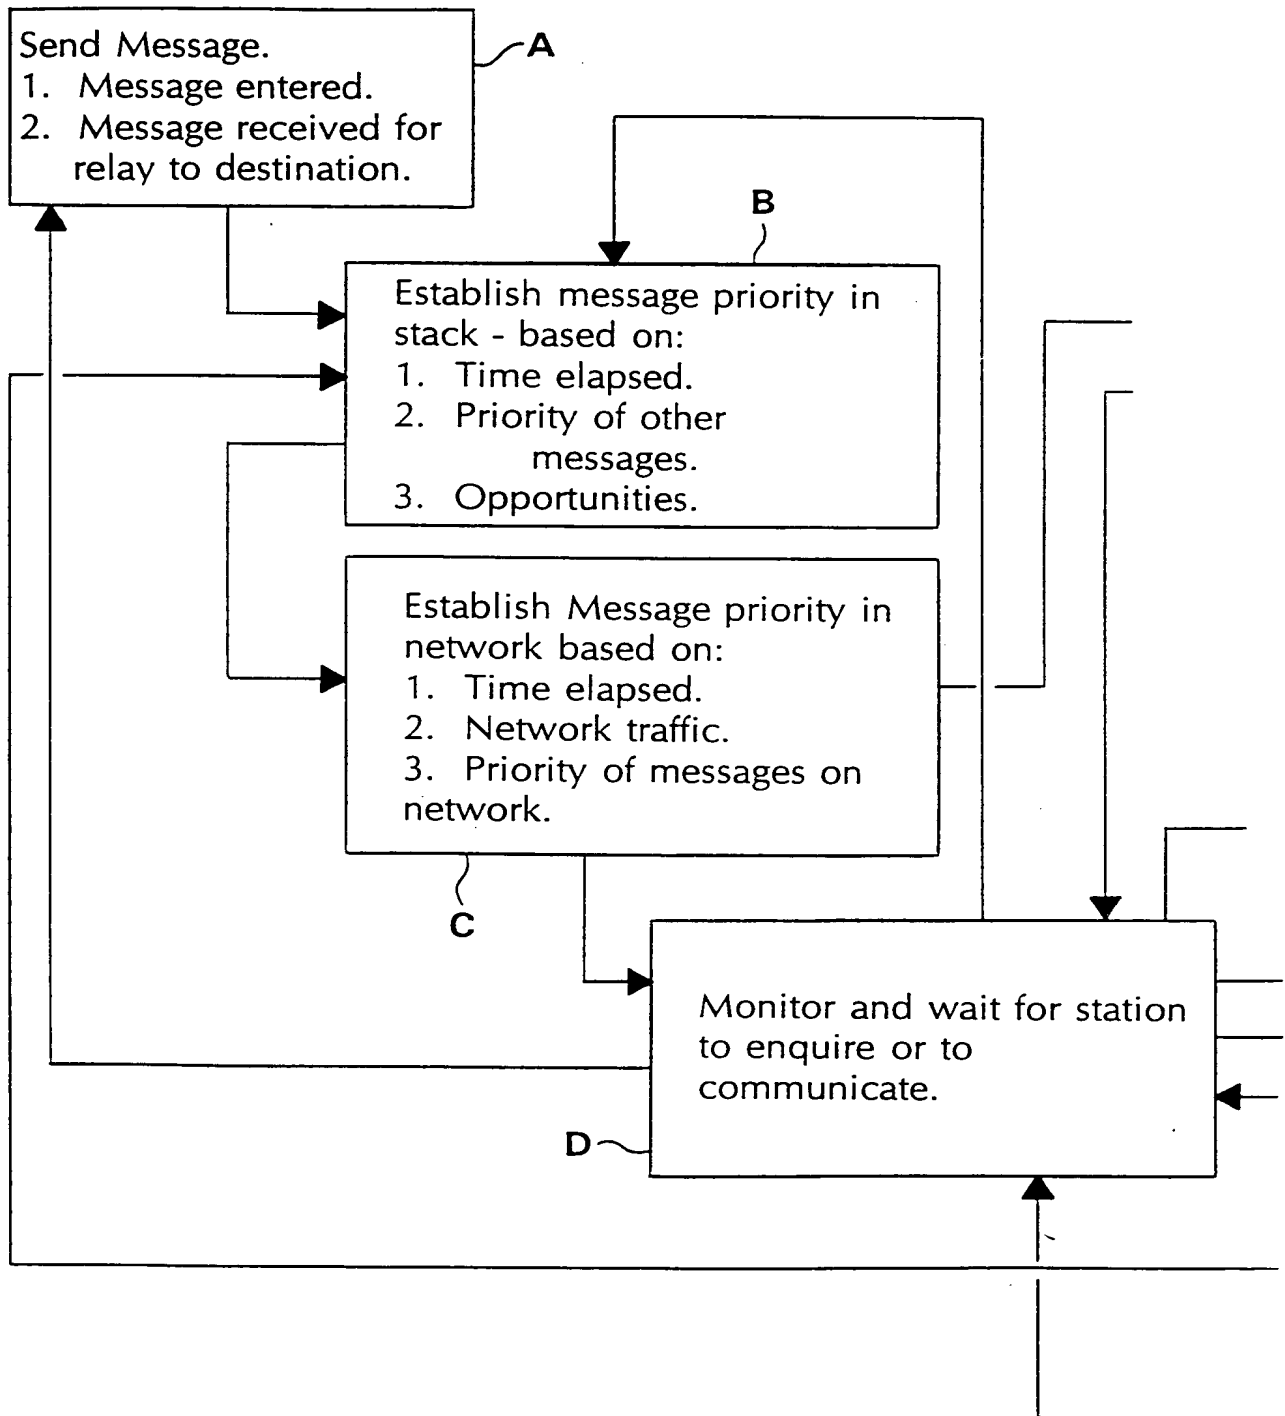 Send Message.
1. Message entered.
2. Message received for
relay to destination.
A
B
Establish message priority in
stack - based on:
1. Time elapsed.
2. Priority of other
messages.
3. Opportunities.
Establish Message priority in
network based on:
1. Time elapsed.
2. Network traffic.
3. Priority of messages on
network.
C
Monitor and wait for station
to enquire or to
communicate.
D